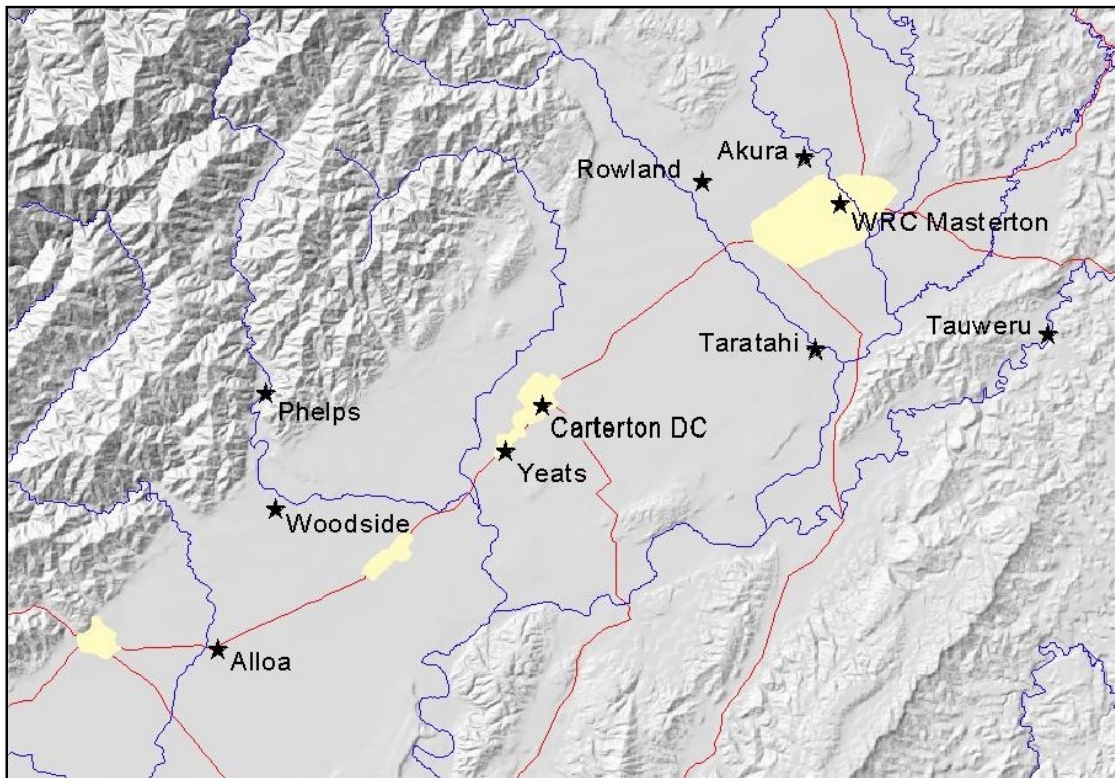 Akura
Rowland
WRC Masterton
Tauweru
Taratahi
Phelps
Carterton DC
Yeats
Woodside
Alloa